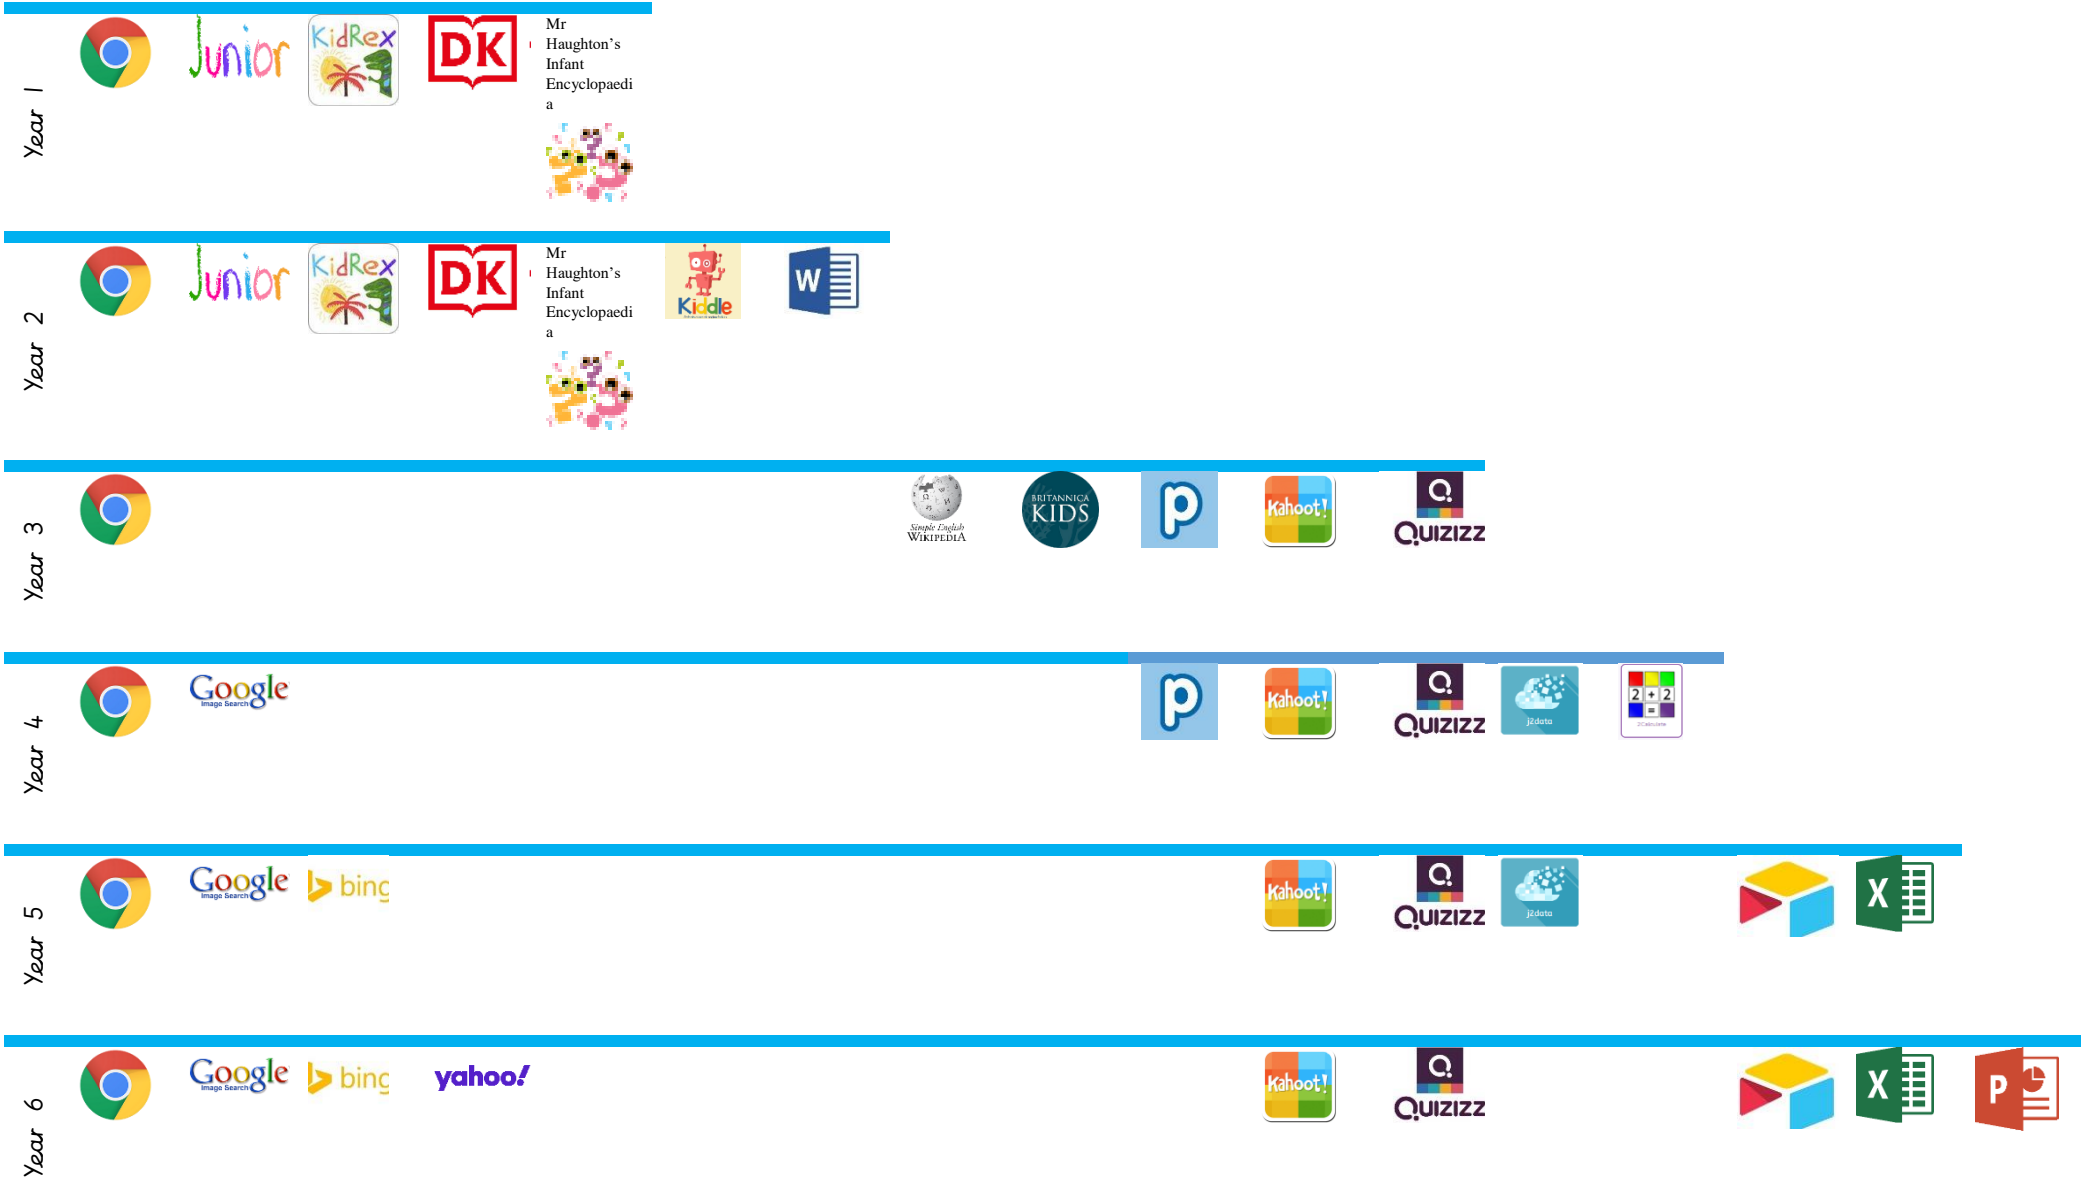 Year 1
Junior
KidRex
DK
Mr
Haughton's
Infant
Encyclopaedi
a
Year 2
Junior
KidRex
DK
Mr
Haughton's
Infant
Encyclopaedi
a
Kiddle
W
Year 3
Simple English
WIKIPEDIA
BRITANNICA
KIDS
p
Kahoot!
Q
QUIZIZZ
Year 4
Google
Image Search
p
Kahoot!
Q
QUIZIZZ
j2data
2 + 2
=
2Calculate
Year 5
Google
Image Search
bing
Kahoot!
Q
QUIZIZZ
j2data
X
Year 6
Google
Image Search
bing
yahoo!
Kahoot!
Q
QUIZIZZ
X
P